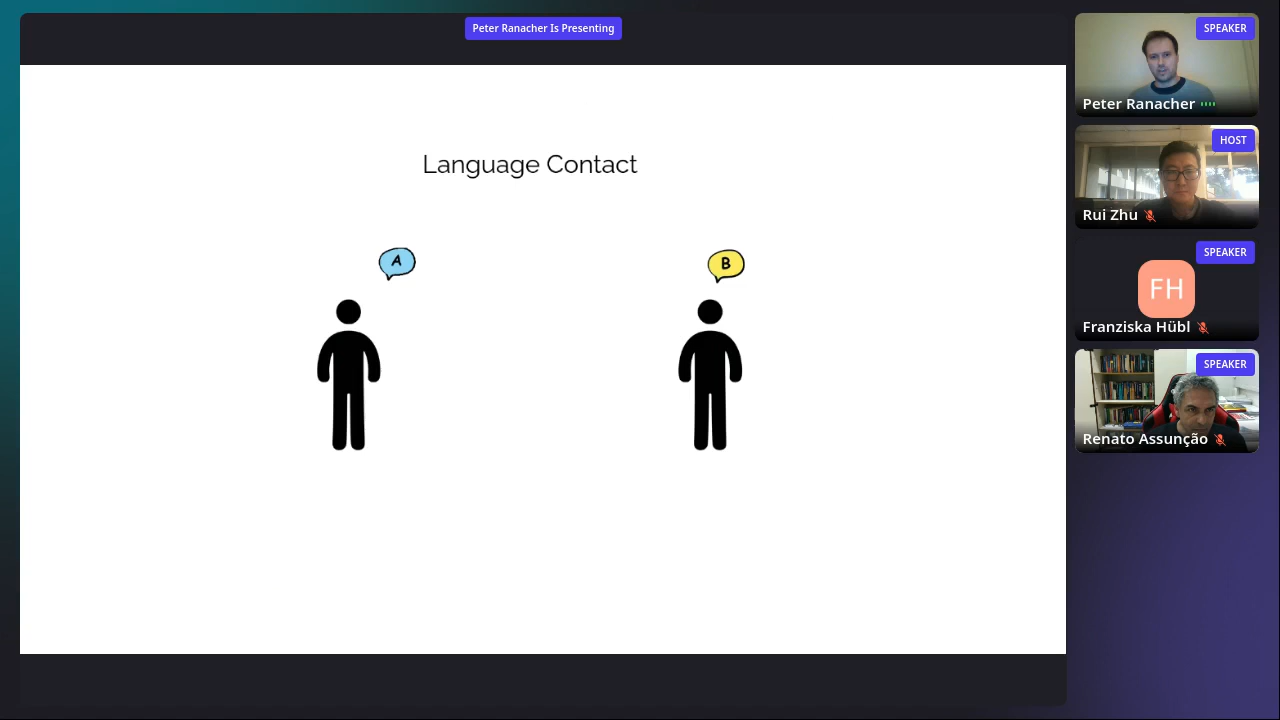 Peter Ranacher Is Presenting
Language Contact
A
B
SPEAKER
Peter Ranacher
HOST
Rui Zhu
SPEAKER
FH
Franziska Hübl
SPEAKER
Renato Assunção